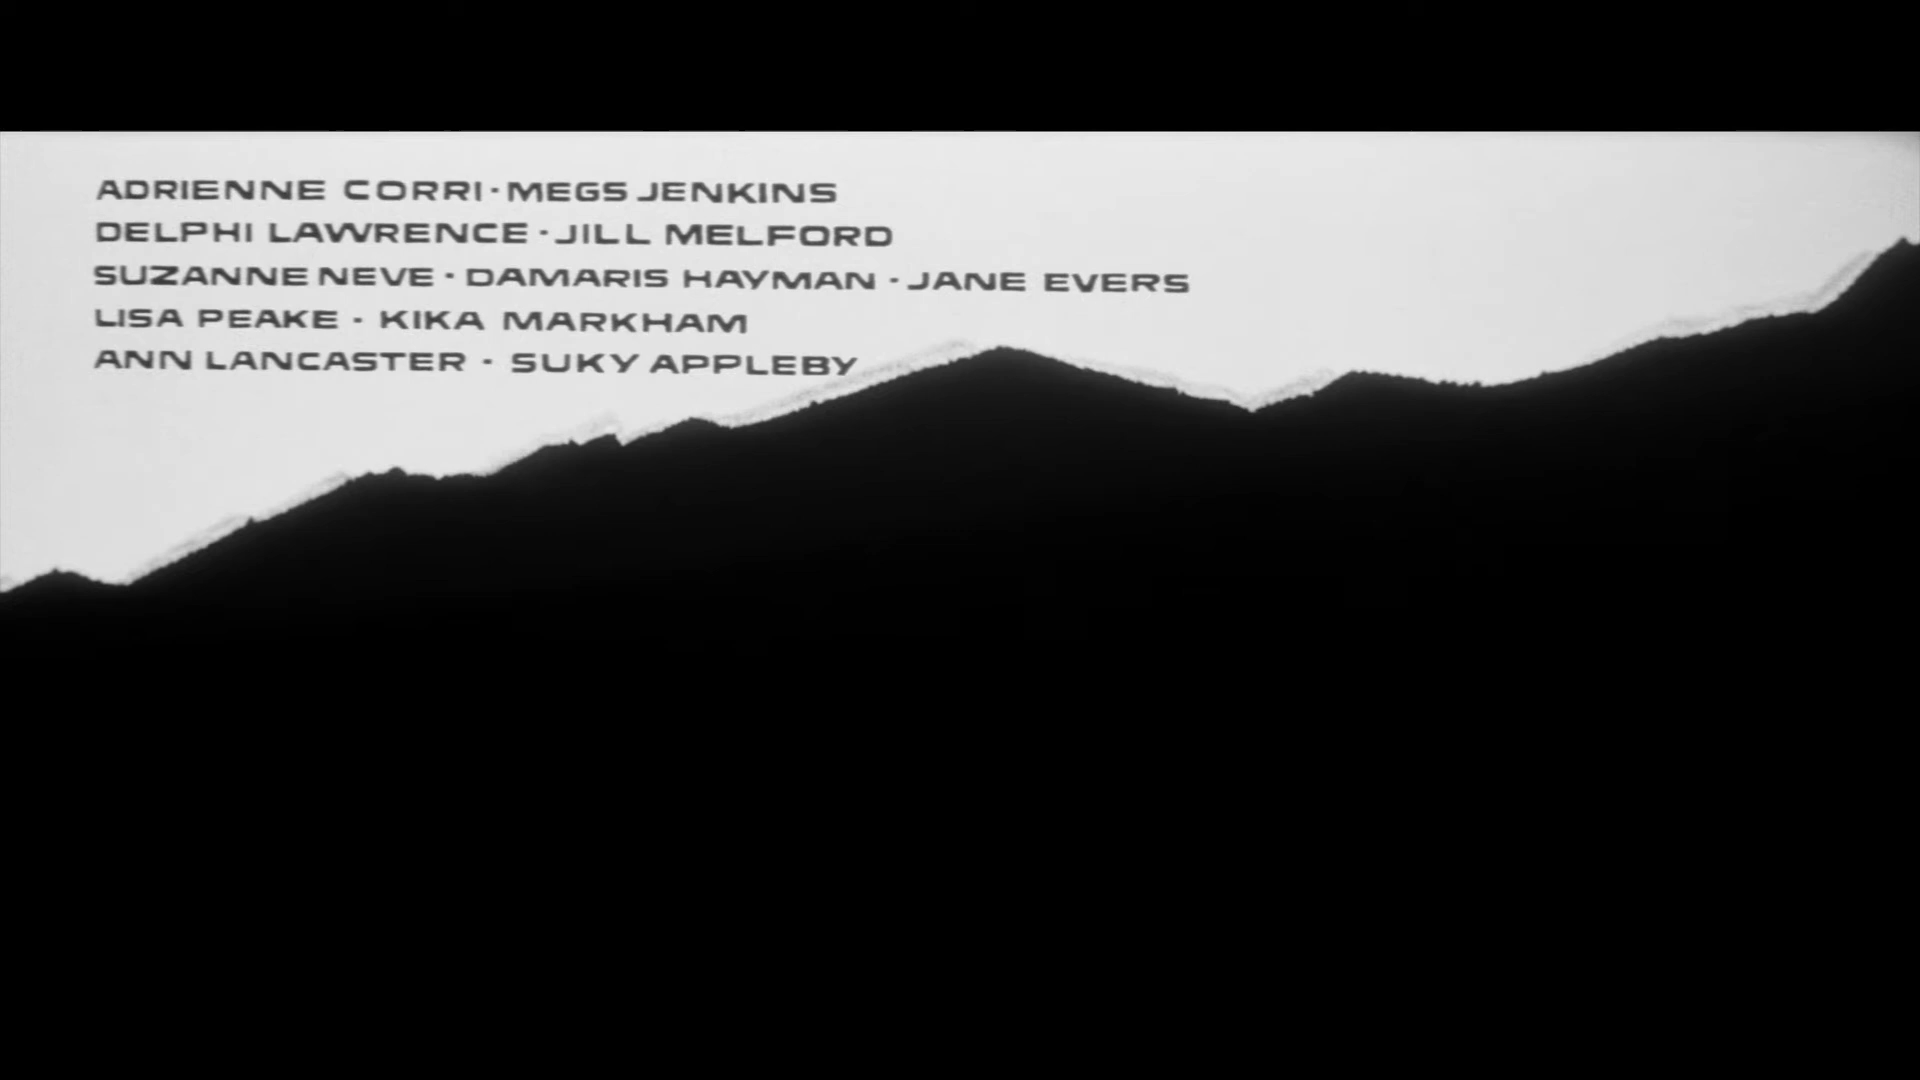 ADRIENNE CORRI · MEGS JENKINS
DELPHI LAWRENCE · JILL MELFORD
SUZANNE NEVE · DAMARIS HAYMAN · JANE EVERS
LISA PEAKE · KIKA MARKHAM
ANN LANCASTER · SUKY APPLEBY